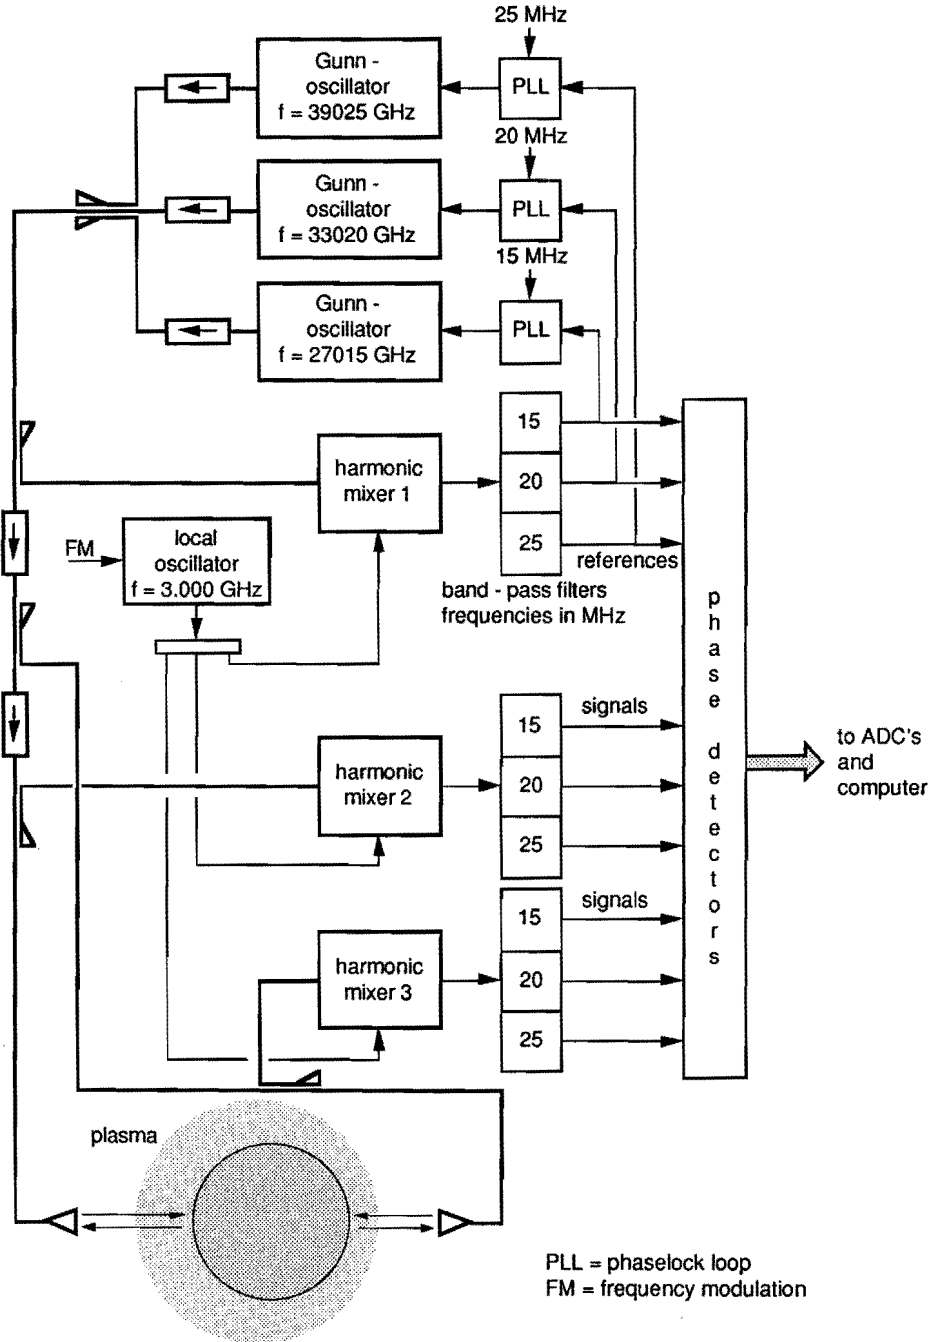 25 MHz
Gunn -
oscillator
f = 39025 GHz
PLL
20 MHz
Gunn -
oscillator
f = 33020 GHz
PLL
15 MHz
Gunn -
oscillator
f = 27015 GHz
PLL
15
harmonic
mixer 1
20
25
references
FM
local
oscillator
f = 3.000 GHz
band - pass filters
frequencies in MHz
phase detectors
15
signals
harmonic
mixer 2
20
25
to ADC's
and
computer
15
signals
harmonic
mixer 3
20
25
plasma
PLL = phaselock loop
FM = frequency modulation